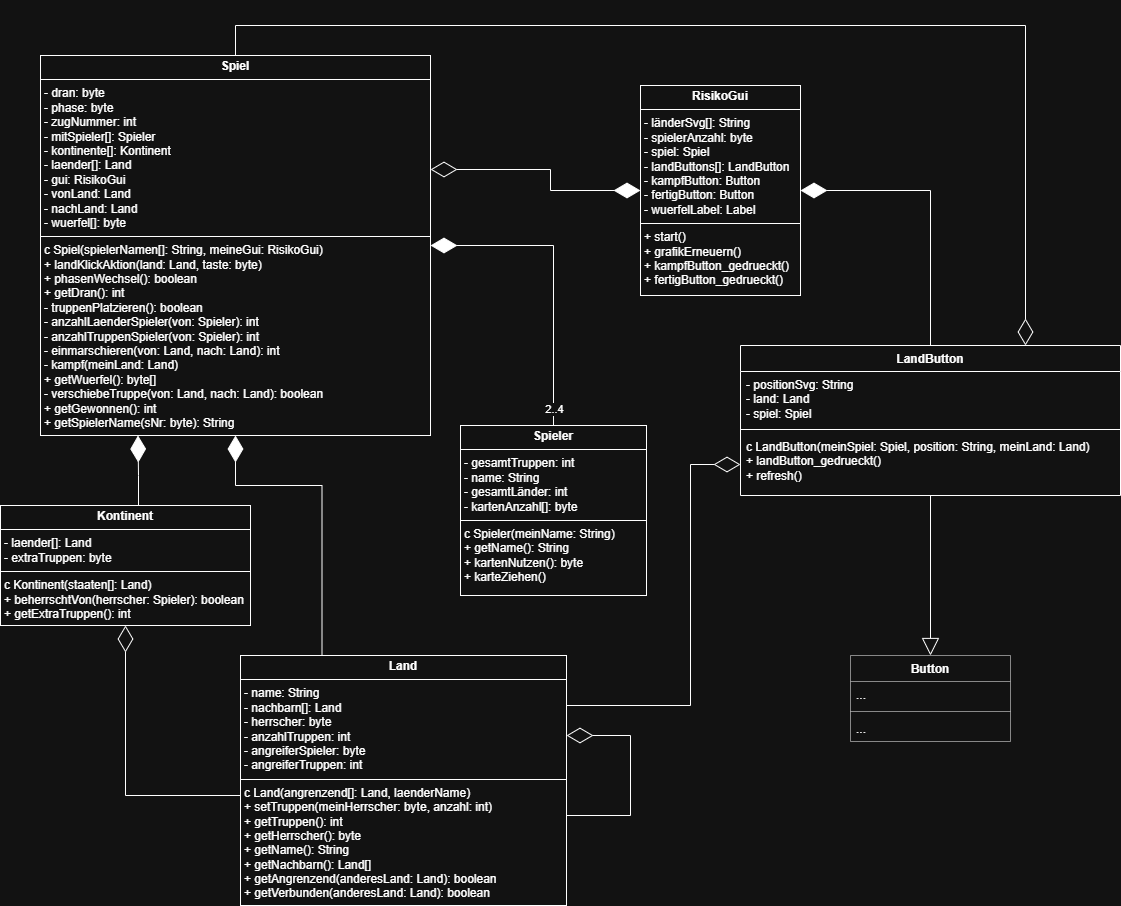 Spiel
- dran: byte
- phase: byte
- zugNummer: int
- mitSpieler[]: Spieler
- kontinente[]: Kontinent
- laender[]: Land
- gui: RisikoGui
- vonLand: Land
- nachLand: Land
- wuerfel[]: byte
c Spiel(spielerNamen[]: String, meineGui: RisikoGui)
+ landKlickAktion(land: Land, taste: byte)
+ phasenWechsel(): boolean
+ getDran(): int
- truppenPlatzieren(): boolean
- anzahlLaenderSpieler(von: Spieler): int
- anzahlTruppenSpieler(von: Spieler): int
- einmarschieren(von: Land, nach: Land): int
- kampf(meinLand: Land)
+ getWuerfel(): byte[]
- verschiebeTruppe(von: Land, nach: Land): boolean
+ getGewonnen(): int
+ getSpielerName(sNr: byte): String
RisikoGui
- länderSvg[]: String
- spielerAnzahl: byte
- spiel: Spiel
- landButtons[]: LandButton
- kampfButton: Button
- fertigButton: Button
- wuerfelLabel: Label
+ start()
+ grafikErneuern()
+ kampfButton_gedrueckt()
+ fertigButton_gedrueckt()
LandButton
- positionSvg: String
- land: Land
- spiel: Spiel
c LandButton(meinSpiel: Spiel, position: String, meinLand: Land)
+ landButton_gedrueckt()
+ refresh()
2..4
Spieler
- gesamtTruppen: int
- name: String
- gesamtLänder: int
- kartenAnzahl[]: byte
c Spieler(meinName: String)
+ getName(): String
+ kartenNutzen(): byte
+ karteZiehen()
Kontinent
- laender[]: Land
- extraTruppen: byte
c Kontinent(staaten[]: Land)
+ beherrschtVon(herrscher: Spieler): boolean
+ getExtraTruppen(): int
Land
- name: String
- nachbarn[]: Land
- herrscher: byte
- anzahlTruppen: int
- angreiferSpieler: byte
- angreiferTruppen: int
c Land(angrenzend[]: Land, laenderName)
+ setTruppen(meinHerrscher: byte, anzahl: int)
+ getTruppen(): int
+ getHerrscher(): byte
+ getName(): String
+ getNachbarn(): Land[]
+ getAngrenzend(anderesLand: Land): boolean
+ getVerbunden(anderesLand: Land): boolean
Button
...
...